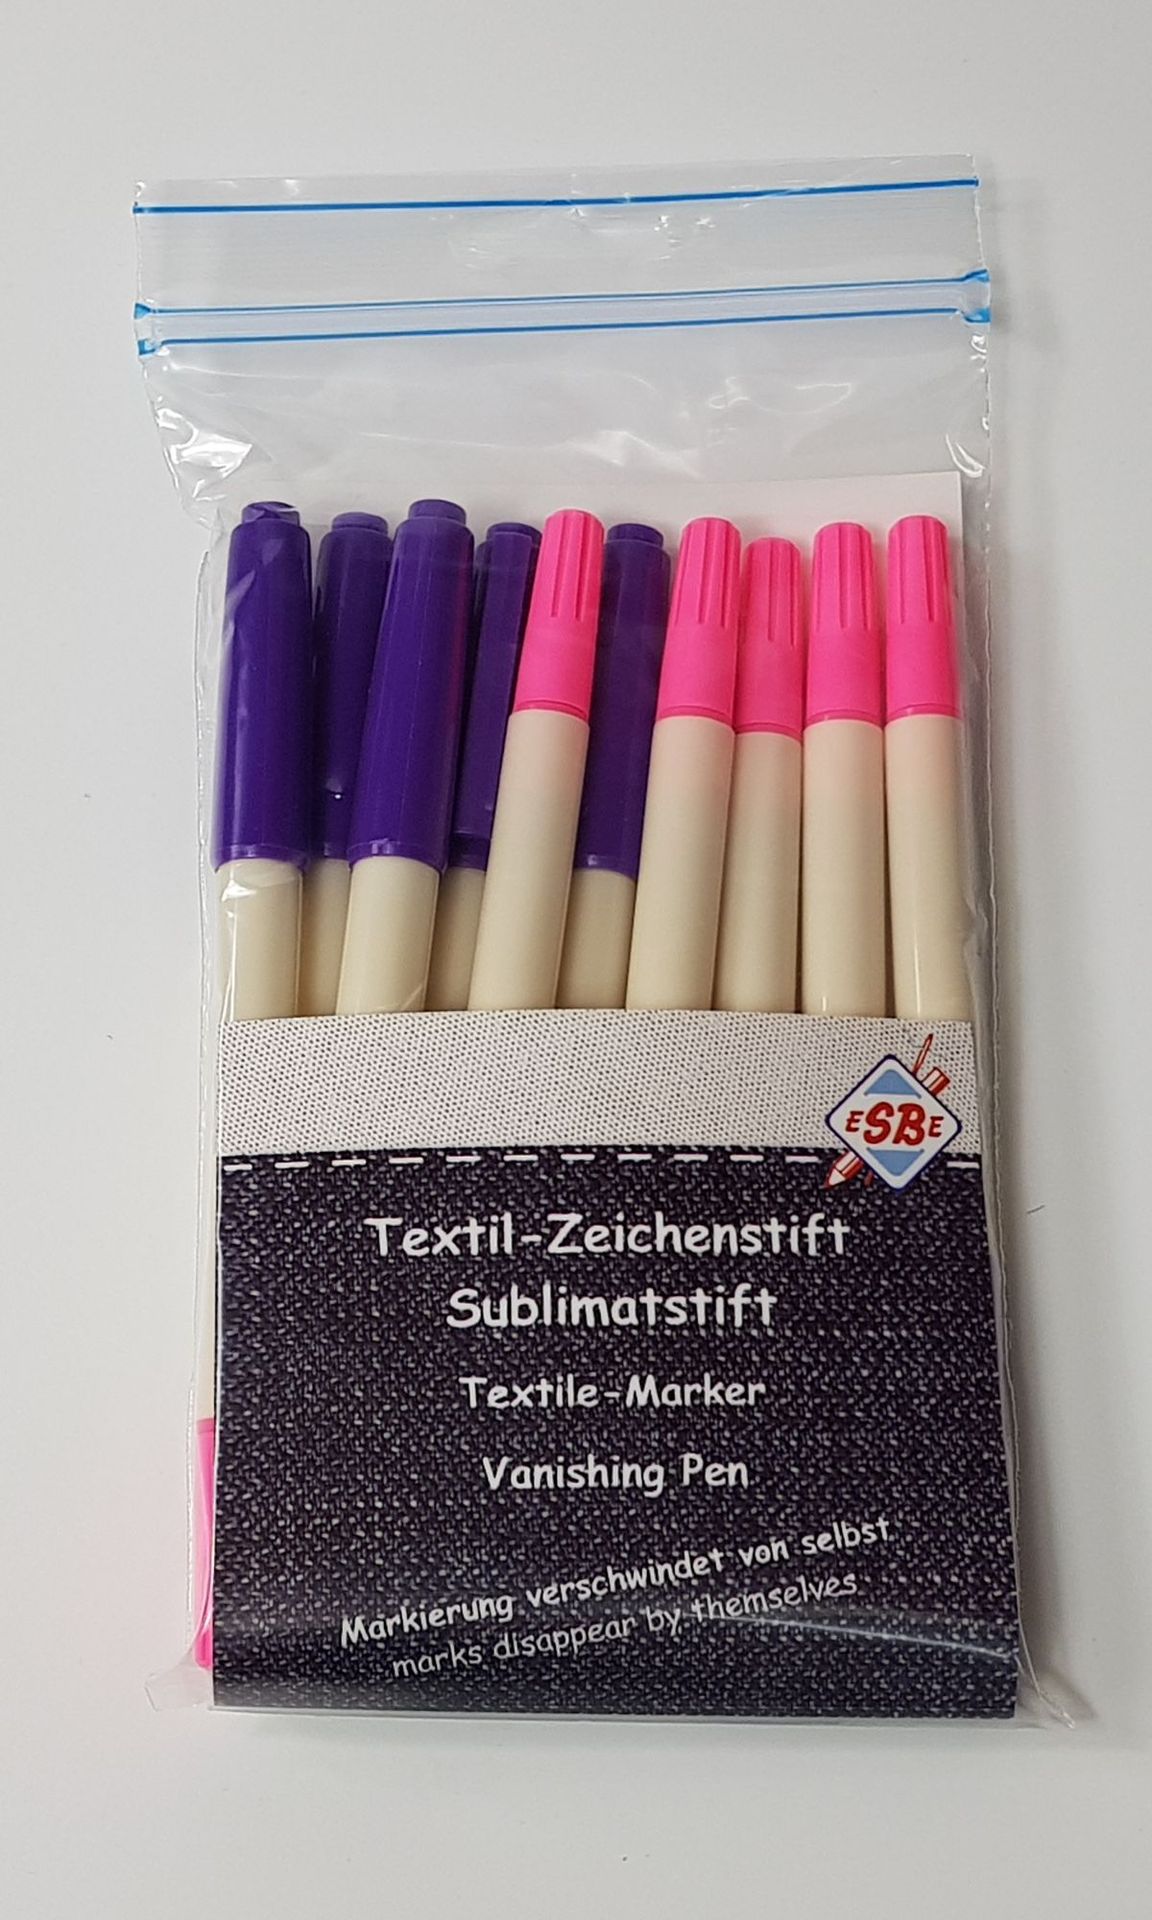 ESBE
Textil-Zeichenstift
Sublimatstift
Textile-Marker
Vanishing Pen
Markierung verschwindet von selbst
marks disappear by themselves